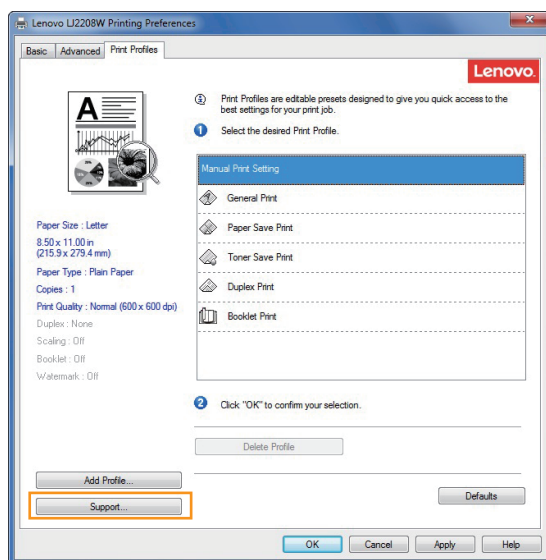 Lenovo LJ2208W Printing Preferences
Basic
Advanced
Print Profiles
Lenovo
A
Print Profiles are editable presets designed to give you quick access to the
best settings for your print job.
1 Select the desired Print Profile.
Manual Print Setting
General Print
Paper Save Print
Toner Save Print
Duplex Print
Booklet Print
Paper Size : Letter
8.50 x 11.00 in
(215.9 x 279.4 mm)
Paper Type : Plain Paper
Copies : 1
Print Quality : Normal (600 x 600 dpi)
Duplex : None
Scaling : Off
Booklet : Off
Watermark : Off
2 Click "OK" to confirm your selection.
Delete Profile
Add Profile...
Support...
Defaults
OK
Cancel
Apply
Help